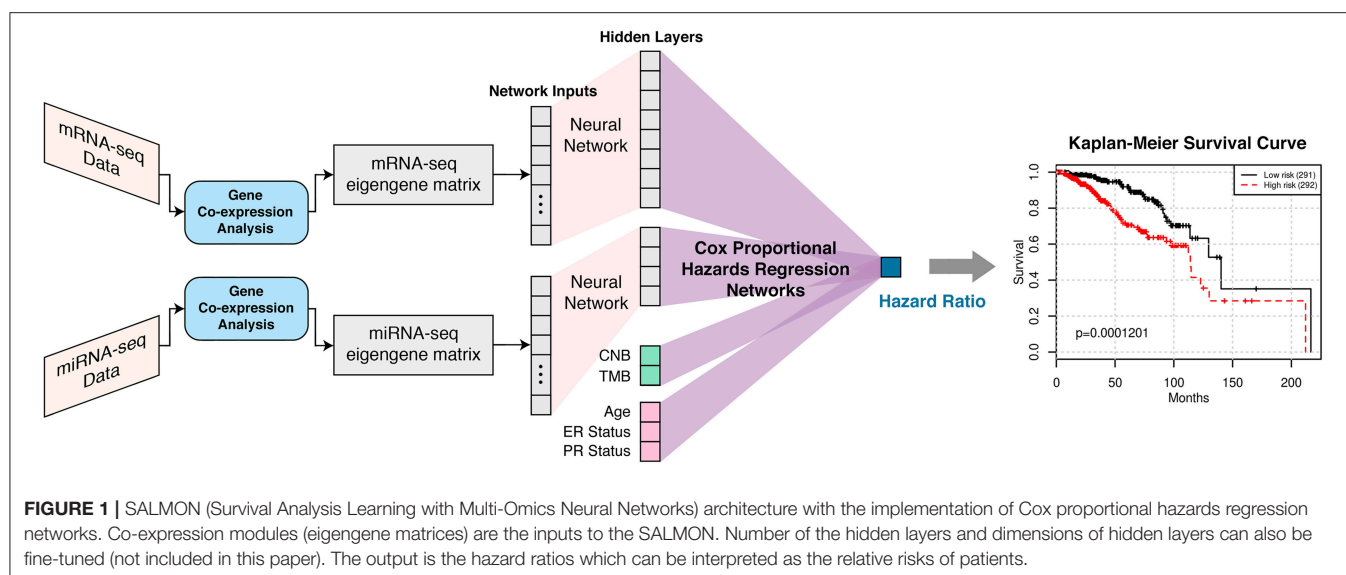 Hidden Layers
Network Inputs
mRNA-seq
Data
Gene
Co-expression
Analysis
mRNA-seq
eigengene matrix
Neural
Network
miRNA-seq
Data
Gene
Co-expression
Analysis
miRNA-seq
eigengene matrix
Neural
Network
CNB
TMB
Age
ER Status
PR Status
Cox Proportional
Hazards Regression
Networks
Hazard Ratio
Kaplan-Meier Survival Curve
Low risk (291)
High risk (292)
Survival
1.0
0.8
0.6
0.4
0.2
0.0
p=0.0001201
0 50 100 150 200
Months
FIGURE 1 | SALMON (Survival Analysis Learning with Multi-Omics Neural Networks) architecture with the implementation of Cox proportional hazards regression
networks. Co-expression modules (eigengene matrices) are the inputs to the SALMON. Number of the hidden layers and dimensions of hidden layers can also be
fine-tuned (not included in this paper). The output is the hazard ratios which can be interpreted as the relative risks of patients.